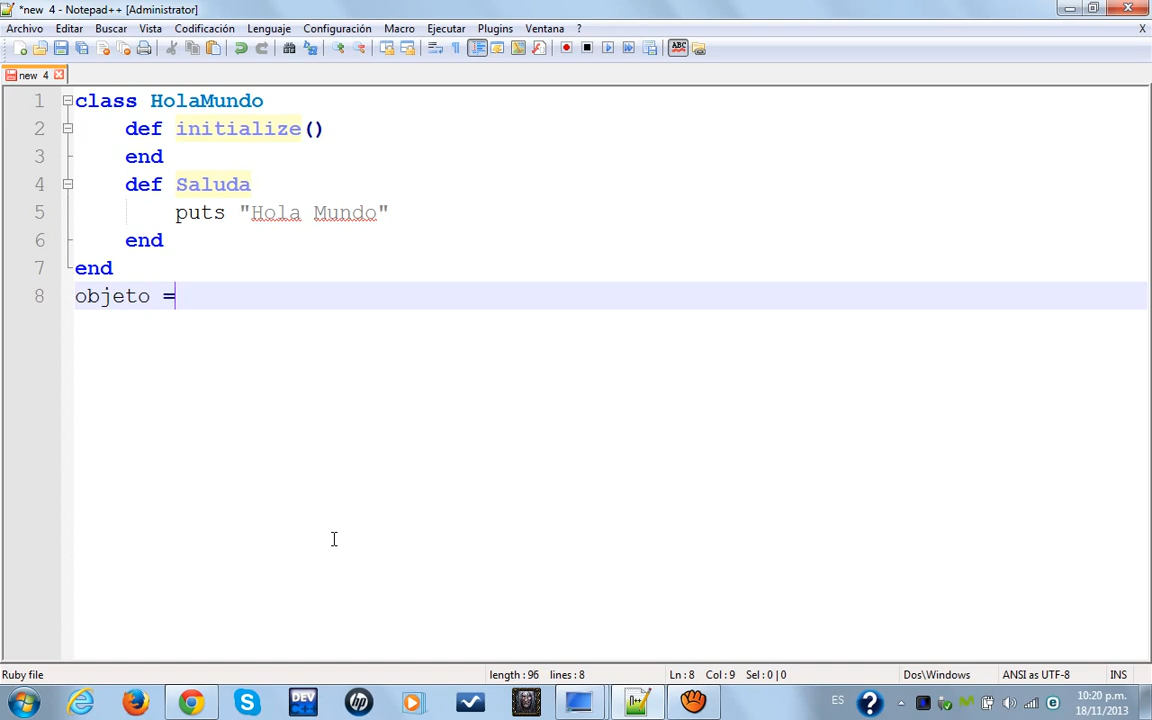 *new  4 - Notepad++ [Administrator]
Archivo Editar Buscar Vista Codificación Lenguaje Configuración Macro Ejecutar Plugins Ventana ? X
new  4
1 class HolaMundo
2 def initialize()
3 end
4 def Saluda
5 puts "Hola Mundo"
6 end
7 end
8 objeto =
Ruby file length : 96 lines : 8 Ln : 8 Col : 9 Sel : 0 | 0 Dos\Windows ANSI as UTF-8 INS
ES 10:20 p.m.
18/11/2013